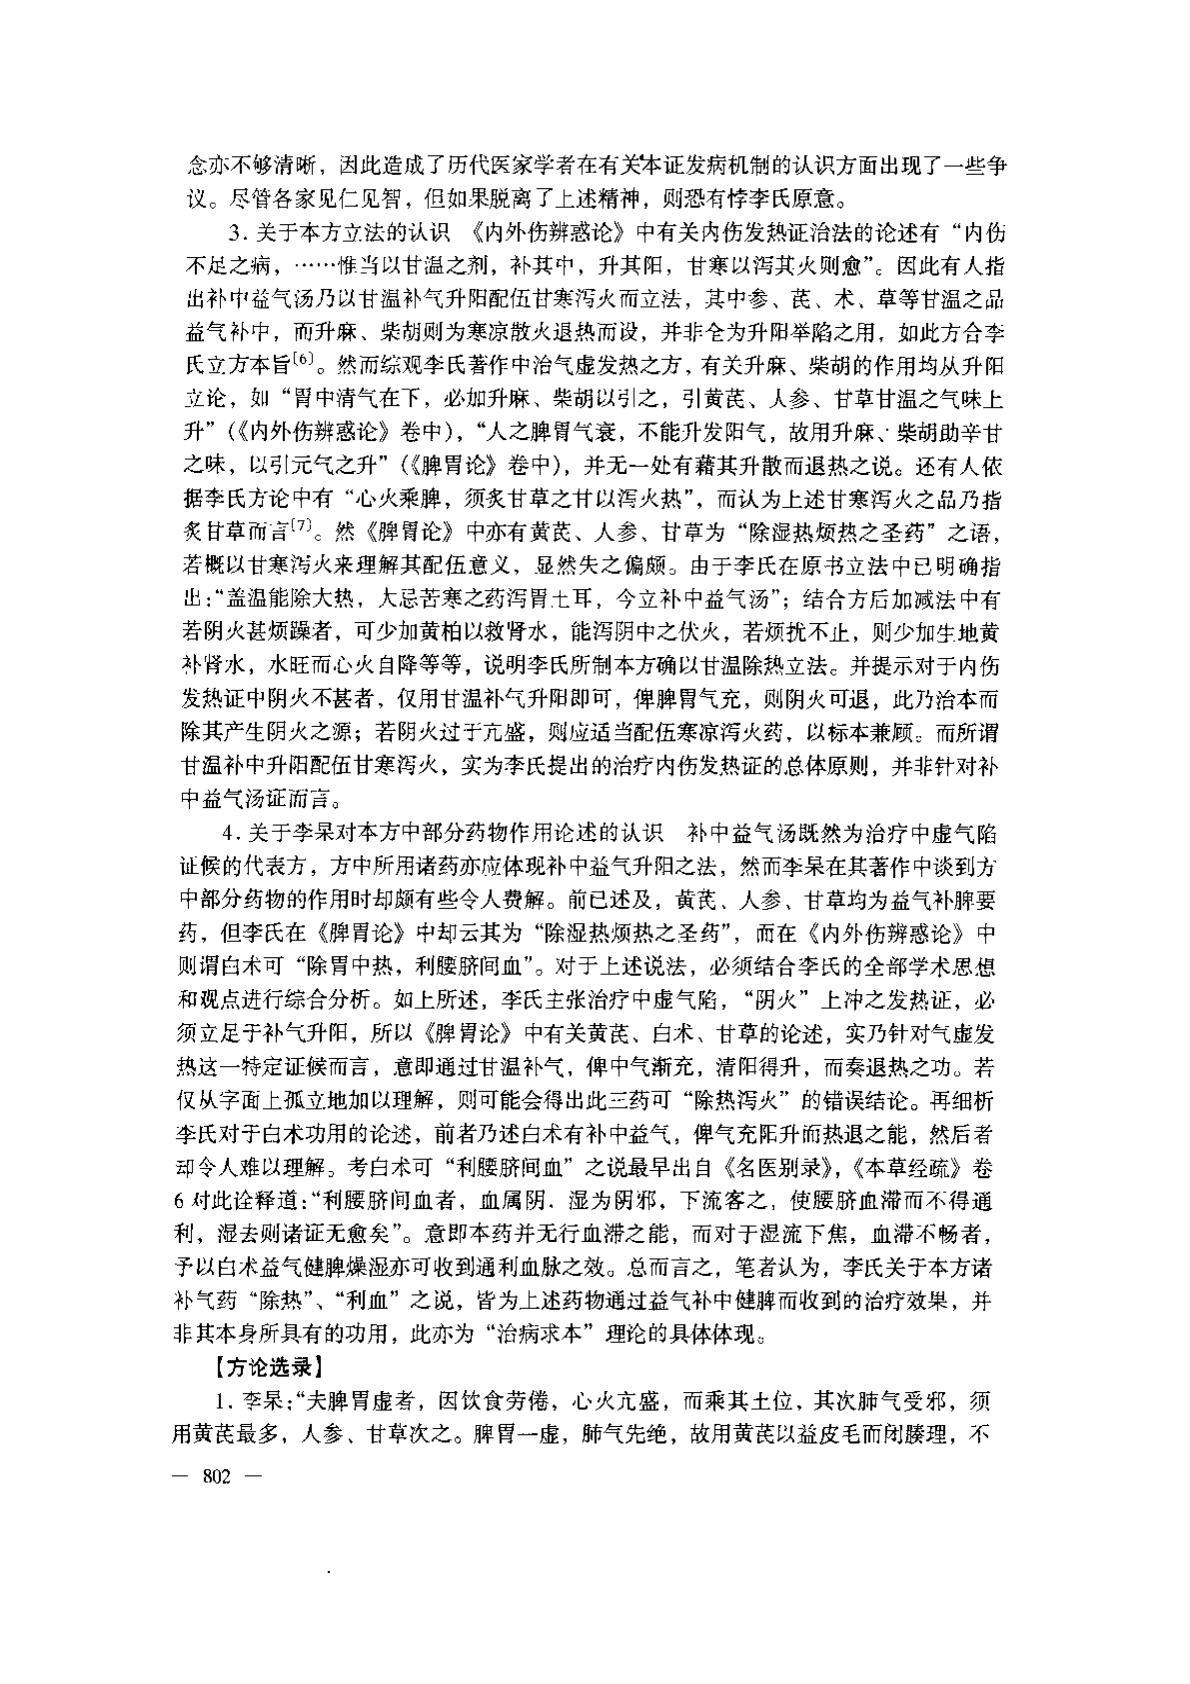 念亦不够清晰，因此造成了历代医家学者在有关本证发病机制的认识方面出现了一些争
议。尽管各家见仁见智，但如果脱离了上述精神，则恐有悖李氏原意。
3. 关于本方立法的认识　《内外伤辨惑论》中有关内伤发热证治法的论述有“内伤
不足之病，……惟当以甘温之剂，补其中，升其阳，甘寒以泻其火则愈”。因此有人指
出补中益气汤乃以甘温补气升阳配伍甘寒泻火而立法，其中参、芪、术、草等甘温之品
益气补中，而升麻、柴胡则为寒凉散火退热而设，并非仝为升阳举陷之用，如此方合李
氏立方本旨[6]。然而综观李氏著作中治气虚发热之方，有关升麻、柴胡的作用均从升阳
立论，如“胃中清气在下，必加升麻、柴胡以引之，引黄芪、人参、甘草甘温之气味上
升”（《内外伤辨惑论》卷中），“人之脾胃气衰，不能升发阳气，故用升麻、柴胡助辛甘
之味，以引元气之升”（《脾胃论》卷中），并无一处有藉其升散而退热之说。还有人依
据李氏方论中有“心火乘脾，须炙甘草之甘以泻火热”，而认为上述甘寒泻火之品乃指
炙甘草而言[7]。然《脾胃论》中亦有黄芪、人参、甘草为“除湿热烦热之圣药”之语，
若概以甘寒泻火来理解其配伍意义，显然失之偏颇。由于李氏在原书立法中已明确指
出：“盖温能除大热，大忌苦寒之药泻胃土耳，今立补中益气汤”；结合方后加减法中有
若阴火甚烦躁者，可少加黄柏以救肾水，能泻阴中之伏火，若烦扰不止，则少加生地黄
补肾水，水旺而心火自降等等，说明李氏所制本方确以甘温除热立法。并提示对于内伤
发热证中阴火不甚者，仅用甘温补气升阳即可，俾脾胃气充，则阴火可退，此乃治本而
除其产生阴火之源；若阴火过于亢盛，则应适当配伍寒凉泻火药，以标本兼顾。而所谓
甘温补中升阳配伍甘寒泻火，实为李氏提出的治疗内伤发热证的总体原则，并非针对补
中益气汤证而言。
4. 关于李杲对本方中部分药物作用论述的认识　补中益气汤既然为治疗中虚气陷
证候的代表方，方中所用诸药亦应体现补中益气升阳之法，然而李杲在其著作中谈到方
中部分药物的作用时却颇有些令人费解。前已述及，黄芪、人参、甘草均为益气补脾要
药，但李氏在《脾胃论》中却云其为“除湿热烦热之圣药”，而在《内外伤辨惑论》中
则谓白术可“除胃中热，利腰脐间血”。对于上述说法，必须结合李氏的全部学术思想
和观点进行综合分析。如上所述，李氏主张治疗中虚气陷，“阴火”上冲之发热证，必
须立足于补气升阳，所以《脾胃论》中有关黄芪、白术、甘草的论述，实乃针对气虚发
热这一特定证候而言，意即通过甘温补气，俾中气渐充，清阳得升，而奏退热之功。若
仅从字面上孤立地加以理解，则可能会得出此三药可“除热泻火”的错误结论。再细析
李氏对于白术功用的论述，前者乃述白术有补中益气，俾气充阳升而热退之能，然后者
却令人难以理解。考白术可“利腰脐间血”之说最早出自《名医别录》，《本草经疏》卷
6 对此诠释道：“利腰脐间血者，血属阴．湿为阴邪，下流客之，使腰脐血滞而不得通
利，湿去则诸证无愈矣”。意即本药并无行血滞之能，而对于湿流下焦，血滞不畅者，
予以白术益气健脾燥湿亦可收到通利血脉之效。总而言之，笔者认为，李氏关于本方诸
补气药“除热”、“利血”之说，皆为上述药物通过益气补中健脾而收到的治疗效果，并
非其本身所具有的功用，此亦为“治病求本”理论的具体体现。
【方论选录】
1. 李杲：“夫脾胃虚者，因饮食劳倦，心火亢盛，而乘其土位，其次肺气受邪，须
用黄芪最多，人参、甘草次之。脾胃一虚，肺气先绝，故用黄芪以益皮毛而闭腠理，不
— 802 —